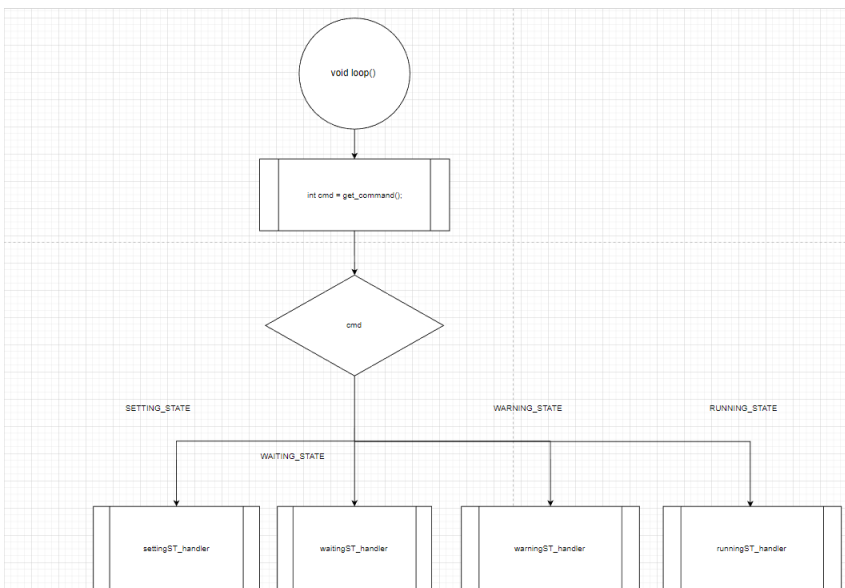 void loop()
int cmd = get_command();
cmd
SETTING_STATE
WARNING_STATE
RUNNING_STATE
WAITING_STATE
settingST_handler
waitingST_handler
warningST_handler
runningST_handler